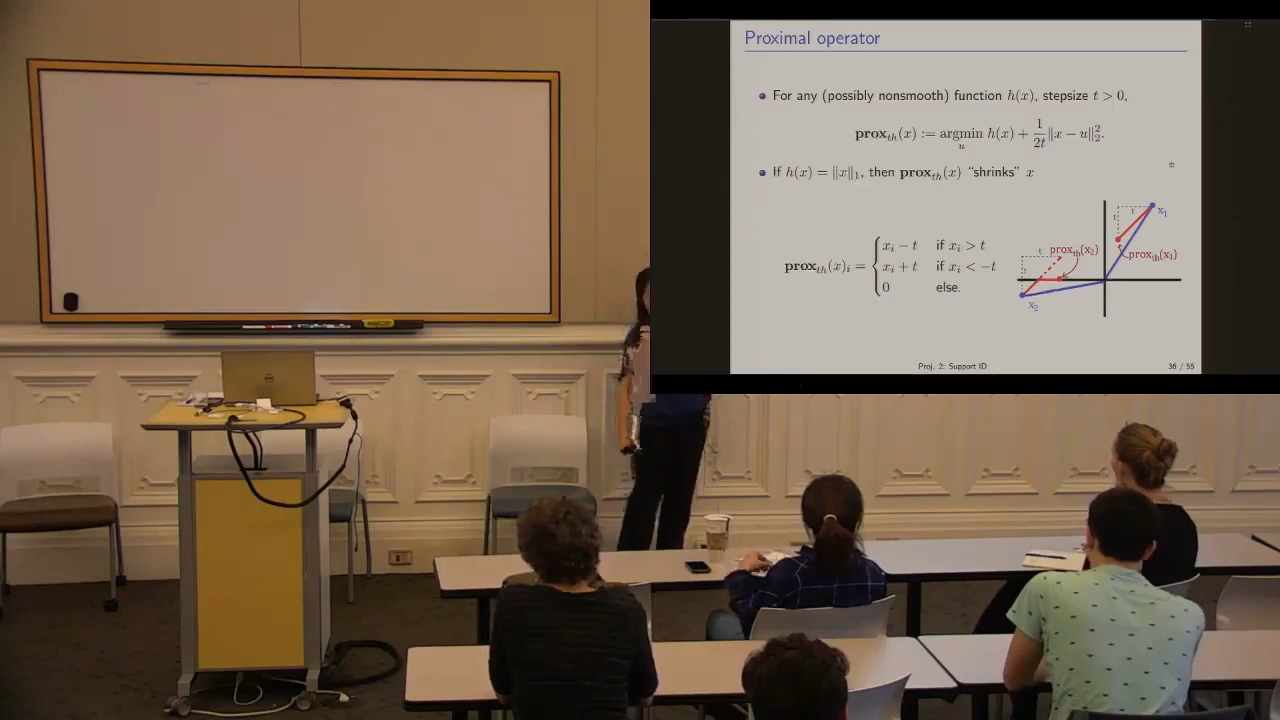 Proximal operator
For any (possibly nonsmooth) function h(x), stepsize t > 0,
prox_{th}(x) := argmin_u h(x) + \frac{1}{2t}‖x − u‖_2^2.
If h(x) = ‖x‖_1, then prox_{th}(x) "shrinks" x
prox_{th}(x)_i = { x_i − t if x_i > t
x_i + t if x_i < −t
0 else.
t
t
x_1
prox_{th}(x_1)
t
t
prox_{th}(x_2)
x_2
Proj. 2: Support ID
36 / 55